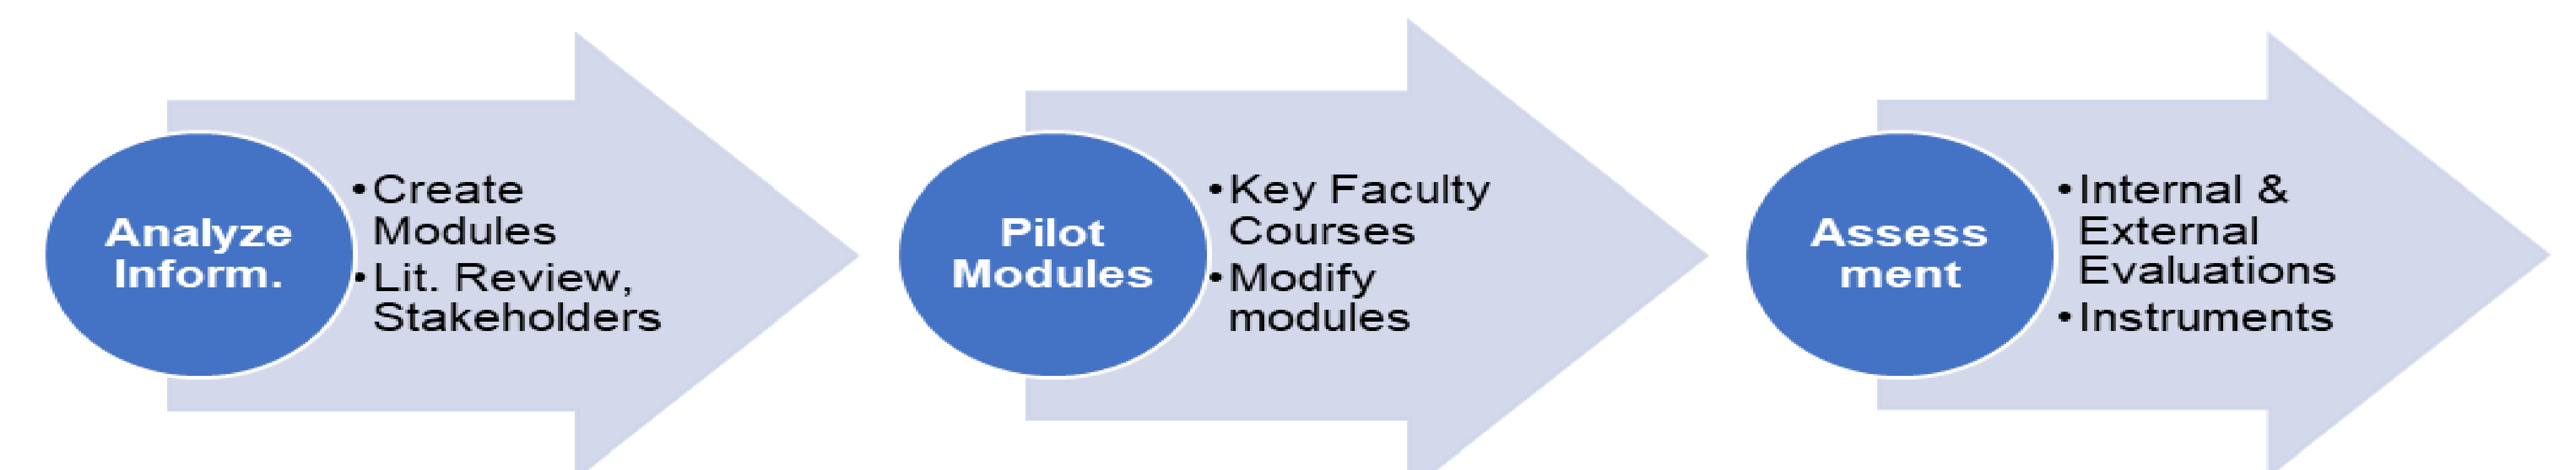 Analyze
Inform.
•Create
Modules
•Lit. Review,
Stakeholders
Pilot
Modules
•Key Faculty
Courses
•Modify
modules
Assess
ment
•Internal &
External
Evaluations
•Instruments